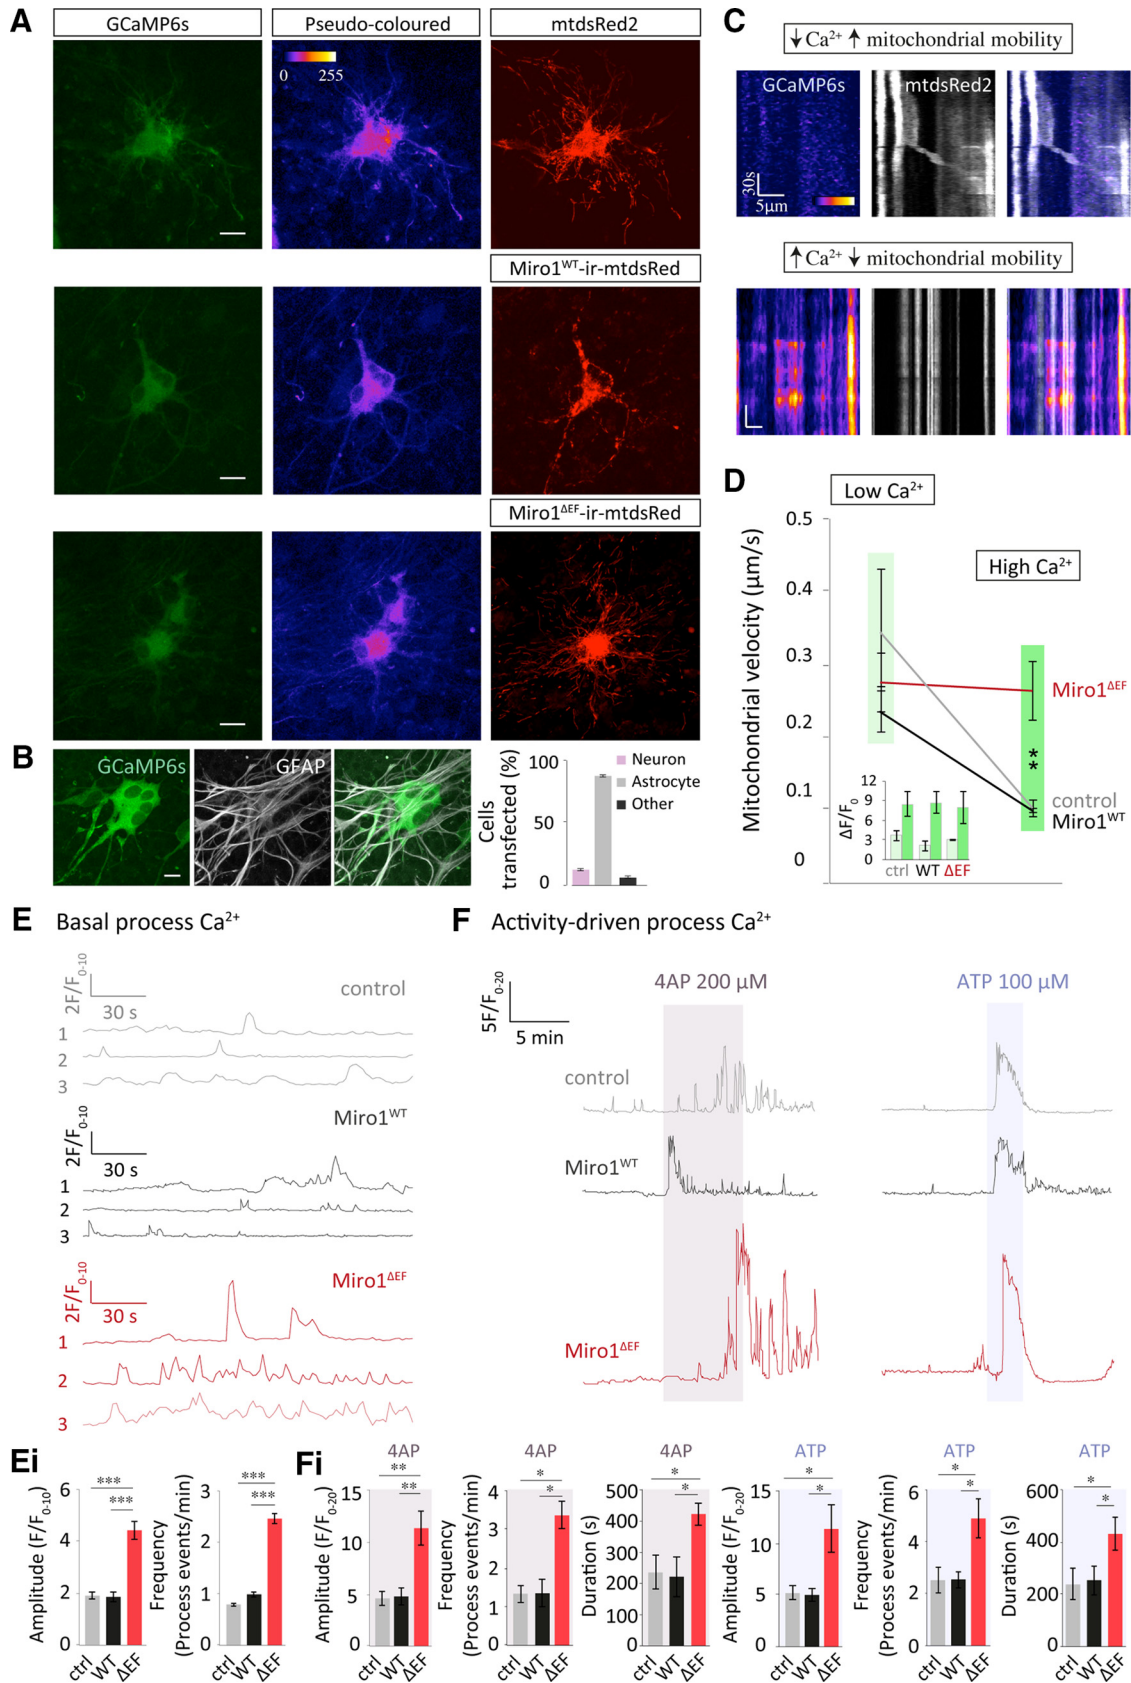 A
GCaMP6s
Pseudo-coloured
mtdsRed2
0 255
Miro1WT-ir-mtdsRed
Miro1ΔEF-ir-mtdsRed
B
GCaMP6s
GFAP
Cells transfected (%)
100
50
0
Neuron
Astrocyte
Other
C
↓Ca2+ ↑ mitochondrial mobility
GCaMP6s
mtdsRed2
30s
5μm
↑Ca2+ ↓ mitochondrial mobility
D
Low Ca2+
High Ca2+
Mitochondrial velocity (μm/s)
0.5
0.4
0.3
0.2
0.1
0
Miro1ΔEF
**
control
Miro1WT
ΔF/F0
12
9
6
3
0
ctrl WT ΔEF
E Basal process Ca2+
2F/F0-10
30 s
control
1
2
3
Miro1WT
2F/F0-10
30 s
1
2
3
Miro1ΔEF
2F/F0-10
30 s
1
2
3
F Activity-driven process Ca2+
5F/F0-20
5 min
4AP 200 μM
ATP 100 μM
control
Miro1WT
Miro1ΔEF
Ei
Amplitude (F/F0-10)
6
4
2
0
***
***
ctrl WT ΔEF
Frequency
(Process events/min)
3
2
1
0
***
***
ctrl WT ΔEF
Fi
4AP
Amplitude (F/F0-20)
15
10
5
0
**
**
ctrl WT ΔEF
4AP
Frequency
(Process events/min)
4
3
2
1
0
*
*
ctrl WT ΔEF
4AP
Duration (s)
500
400
300
200
100
0
*
*
ctrl WT ΔEF
ATP
Amplitude (F/F0-20)
15
10
5
0
*
*
ctrl WT ΔEF
ATP
Frequency
(Process events/min)
6
4
2
0
*
*
ctrl WT ΔEF
ATP
Duration (s)
600
400
200
0
*
*
ctrl WT ΔEF